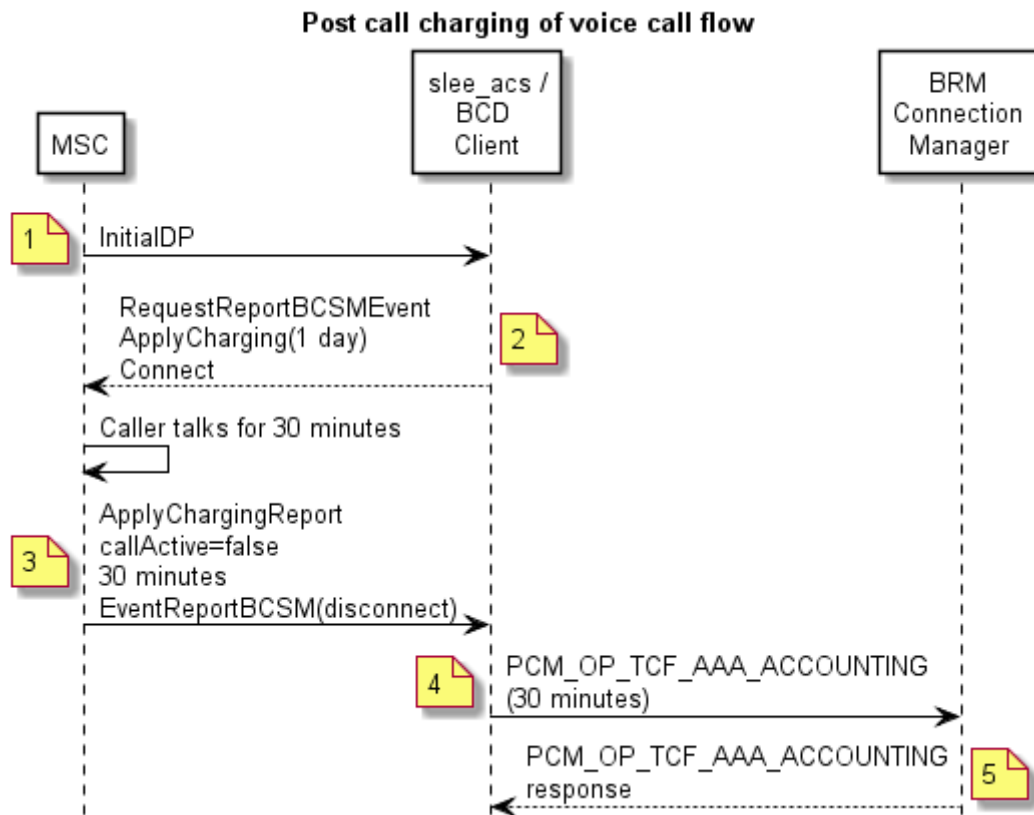 Post call charging of voice call flow
MSC
slee_acs /
BCD
Client
BRM
Connection
Manager
1
InitialDP
RequestReportBCSMEvent
ApplyCharging(1 day)
Connect
2
Caller talks for 30 minutes
3
ApplyChargingReport
callActive=false
30 minutes
EventReportBCSM(disconnect)
4
PCM_OP_TCF_AAA_ACCOUNTING
(30 minutes)
PCM_OP_TCF_AAA_ACCOUNTING
response
5